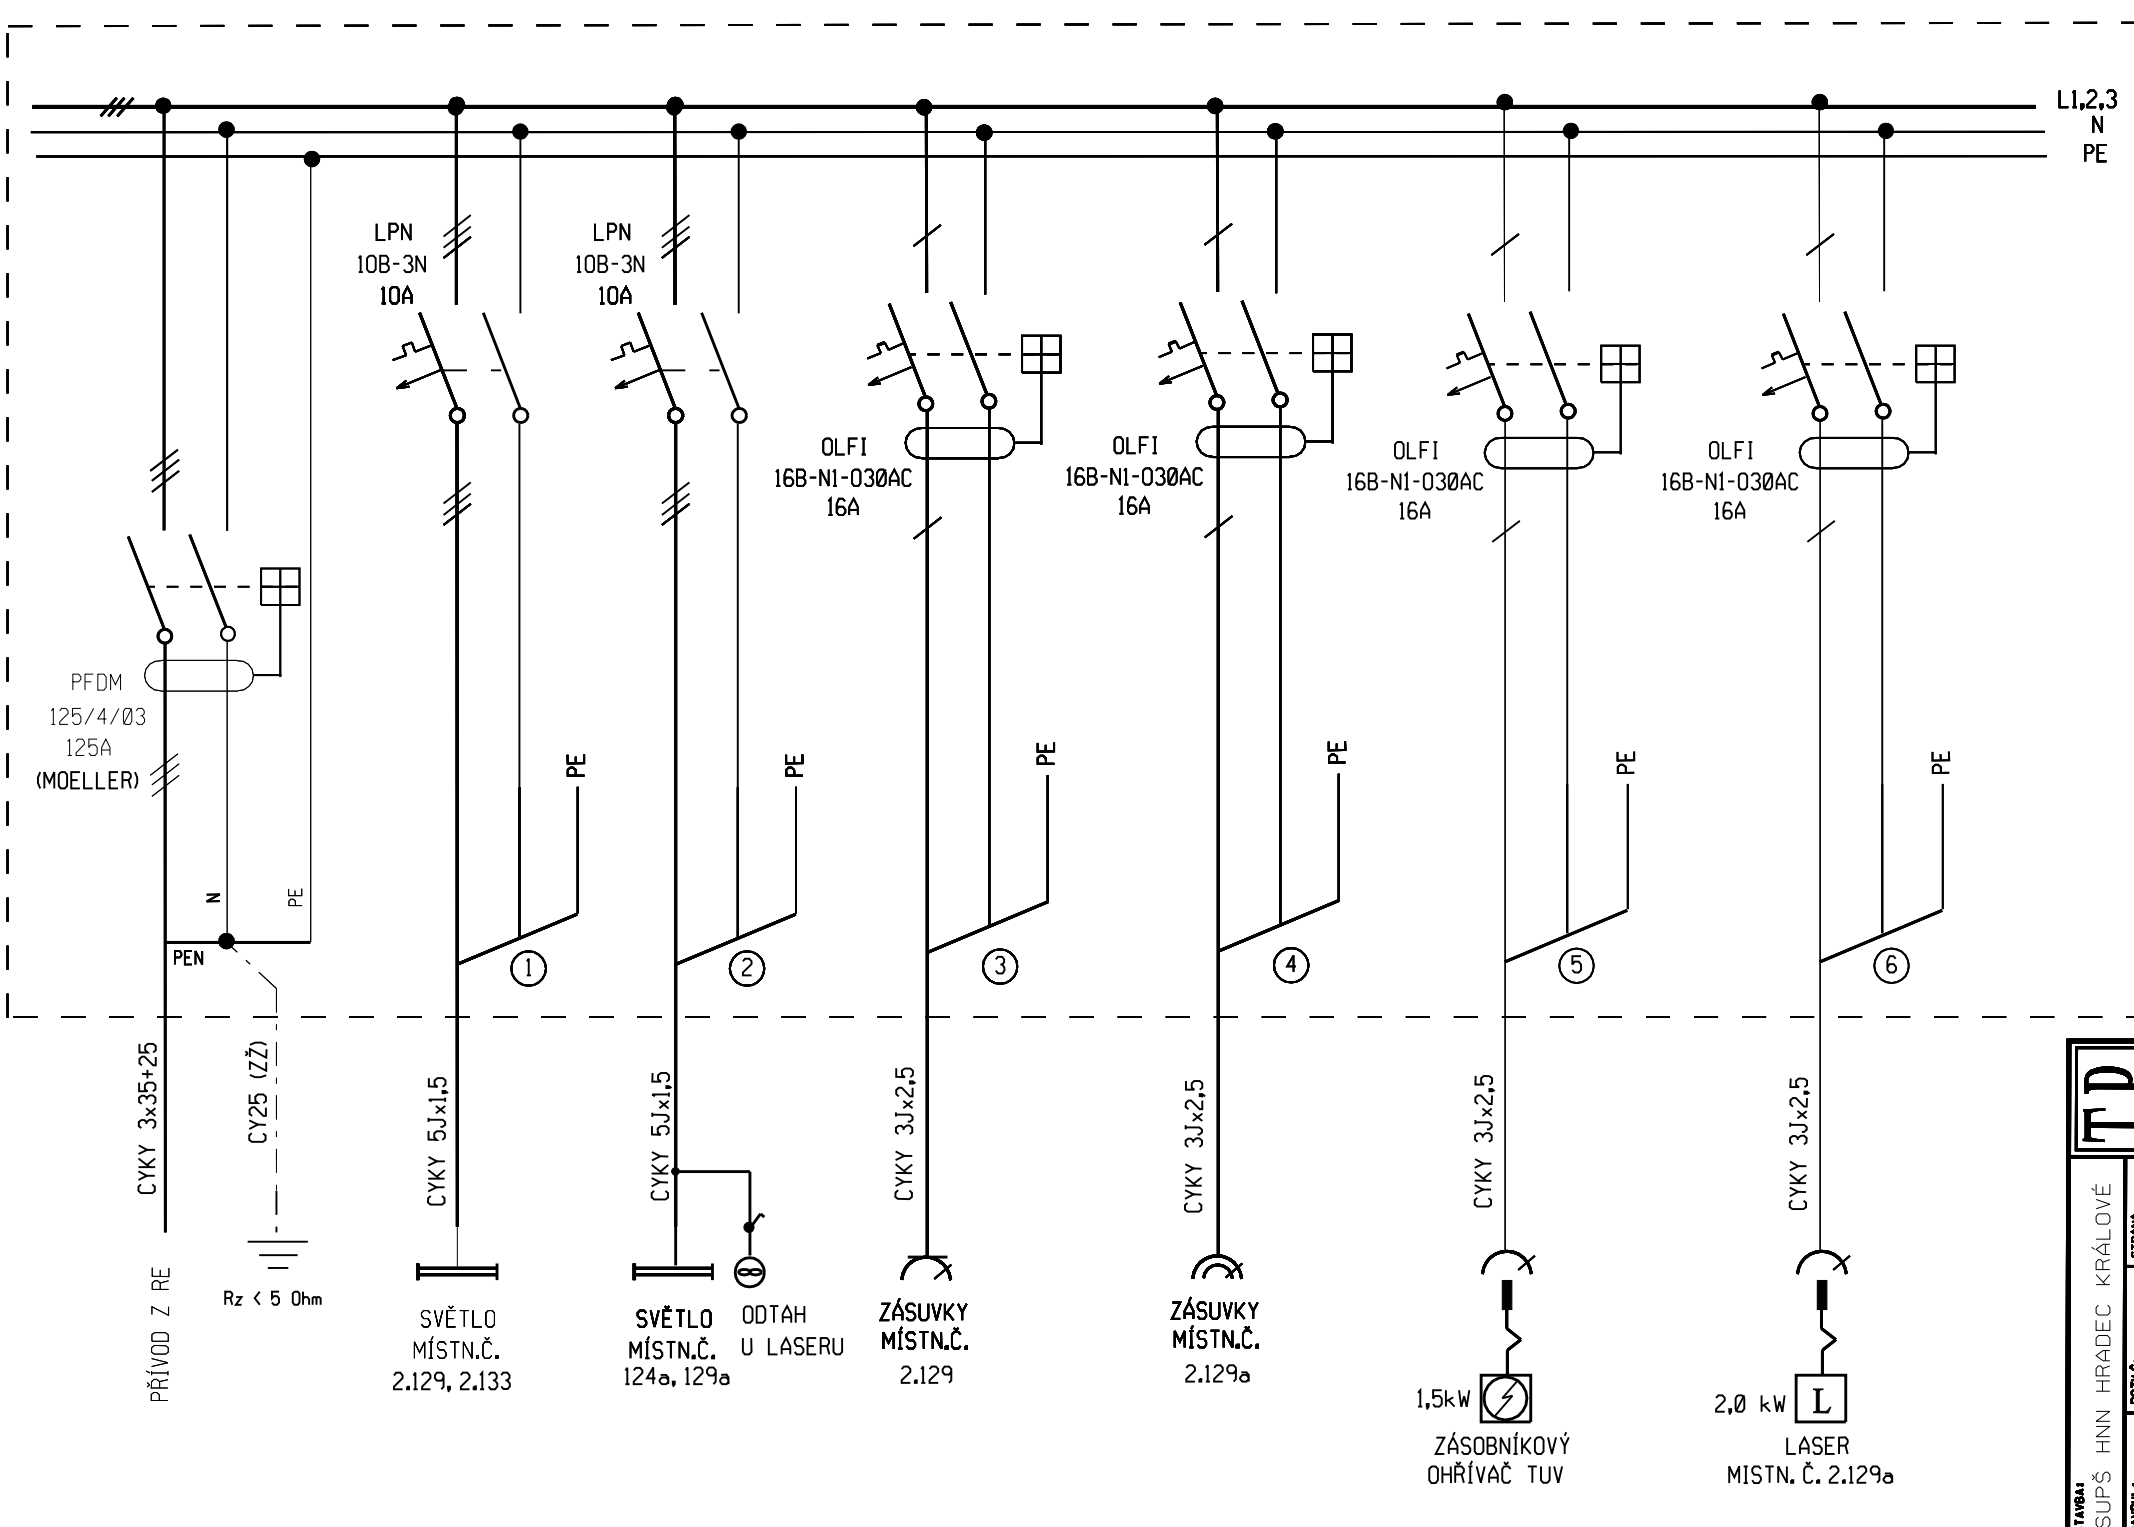 L1,2,3
N
PE
LPN
10B-3N
10A
LPN
10B-3N
10A
OLFI
16B-N1-030AC
16A
OLFI
16B-N1-030AC
16A
OLFI
16B-N1-030AC
16A
OLFI
16B-N1-030AC
16A
PFDM
125/4/03
125A
(MOELLER)
N
PE
PEN
PE
PE
PE
PE
PE
PE
1
2
3
4
5
6
CYKY 3x35+25
CY25 (ZŽ)
CYKY 5Jx1,5
CYKY 5Jx1,5
CYKY 3Jx2,5
CYKY 3Jx2,5
CYKY 3Jx2,5
CYKY 3Jx2,5
PŘÍVOD Z RE
Rz < 5 Ohm
SVĚTLO
MÍSTN.Č.
2.129, 2.133
SVĚTLO
MÍSTN.Č.
124a, 129a
ODTAH
U LASERU
ZÁSUVKY
MÍSTN.Č.
2.129
ZÁSUVKY
MÍSTN.Č.
2.129a
1,5kW
ZÁSOBNÍKOVÝ
OHŘÍVAČ TUV
2,0 kW
L
LASER
MISTN. Č. 2.129a
TD
SUPŠ HNN HRADEC KRÁLOVÉ